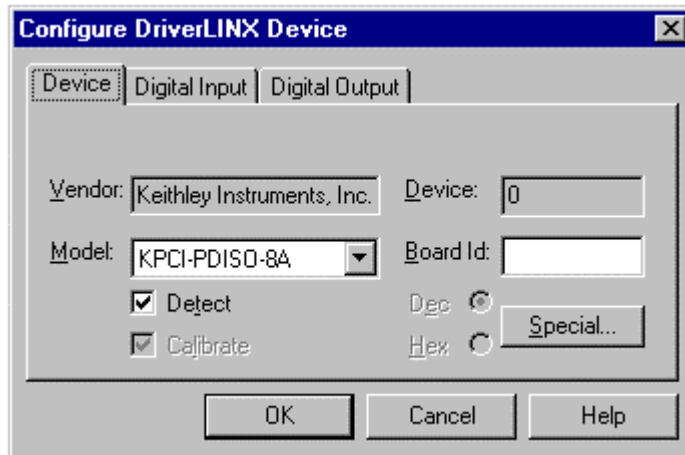 Configure DriverLINX Device
Device Digital Input Digital Output
Vendor: Keithley Instruments, Inc. Device: 0
Model: KPCI-PDISO-8A Board Id:
Detect Dec
Special...
Calibrate Hex
OK Cancel Help